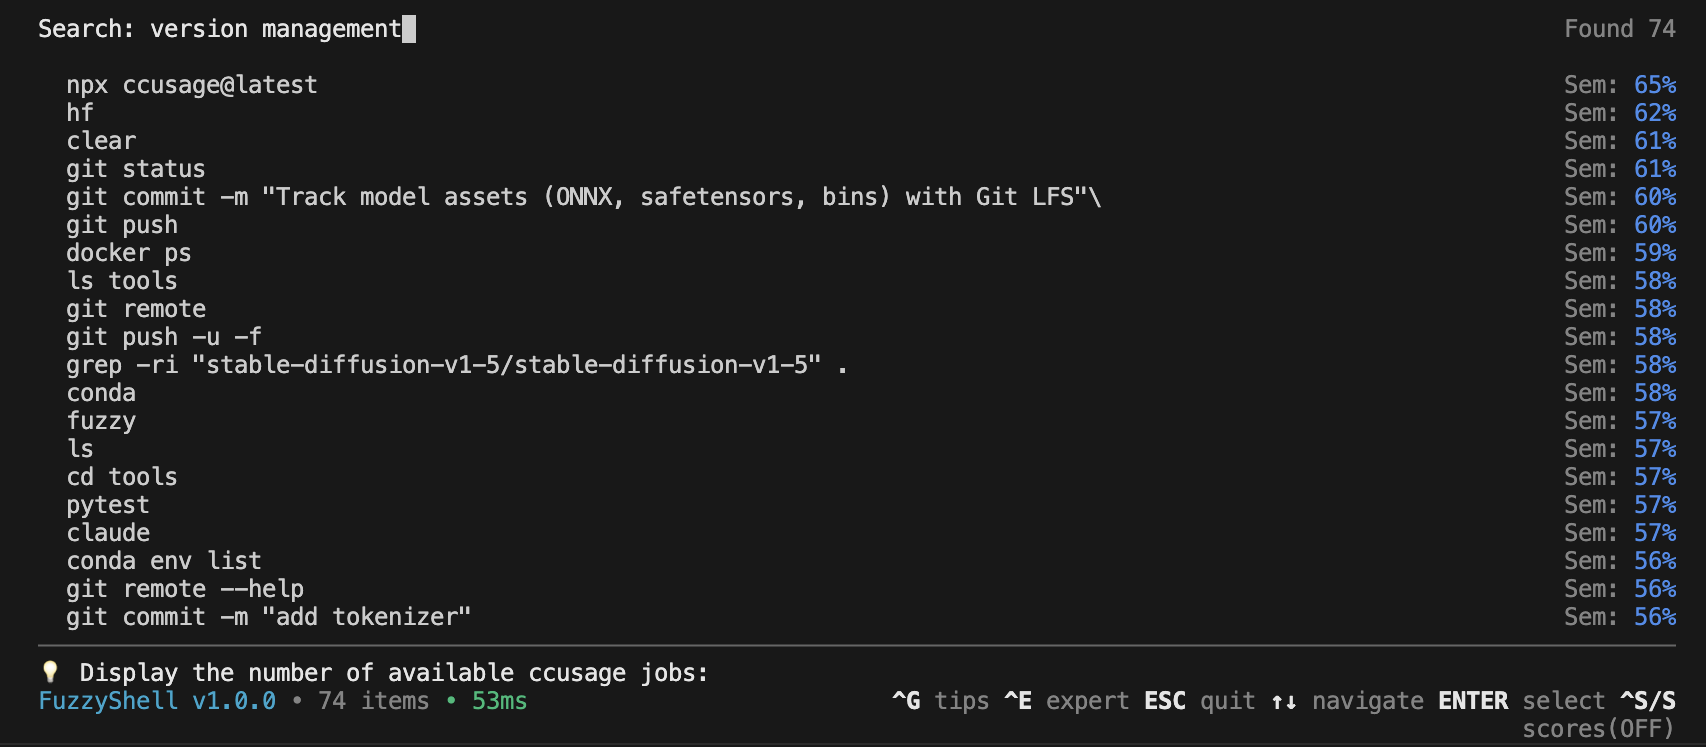 Search: version management Found 74
npx ccusage@latest Sem: 65%
hf Sem: 62%
clear Sem: 61%
git status Sem: 61%
git commit -m "Track model assets (ONNX, safetensors, bins) with Git LFS"\ Sem: 60%
git push Sem: 60%
docker ps Sem: 59%
ls tools Sem: 58%
git remote Sem: 58%
git push -u -f Sem: 58%
grep -ri "stable-diffusion-v1-5/stable-diffusion-v1-5" . Sem: 58%
conda Sem: 58%
fuzzy Sem: 57%
ls Sem: 57%
cd tools Sem: 57%
pytest Sem: 57%
claude Sem: 57%
conda env list Sem: 56%
git remote --help Sem: 56%
git commit -m "add tokenizer" Sem: 56%
💡 Display the number of available ccusage jobs:
FuzzyShell v1.0.0 • 74 items • 53ms ^G tips ^E expert ESC quit ↑↓ navigate ENTER select ^S/S
scores(OFF)